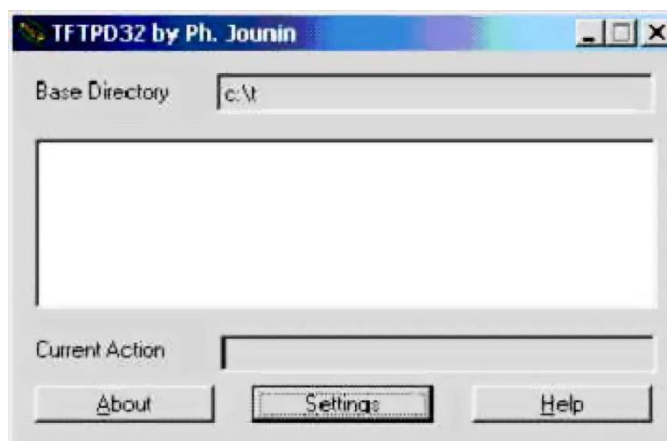 TFTPD32 by Ph. Jounin
Base Directory c:\t
Current Action
About Settings Help